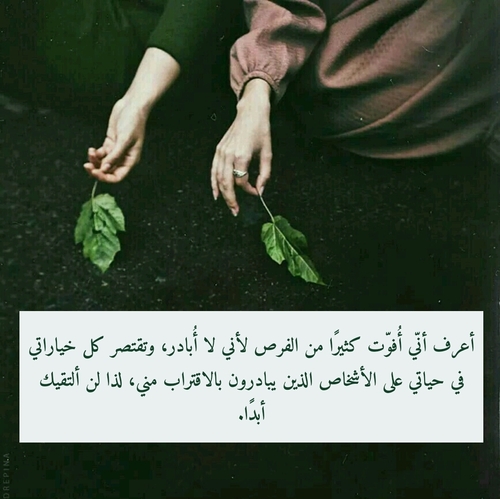 أعرف أنّي أُفوّت كثيرًا من الفرص لأني لا أُبادر، وتقتصر كل خياراتي
في حياتي على الأشخاص الذين يبادرون بالاقتراب مني، لذا لن ألتقيك
أبدًا.
OREFINA